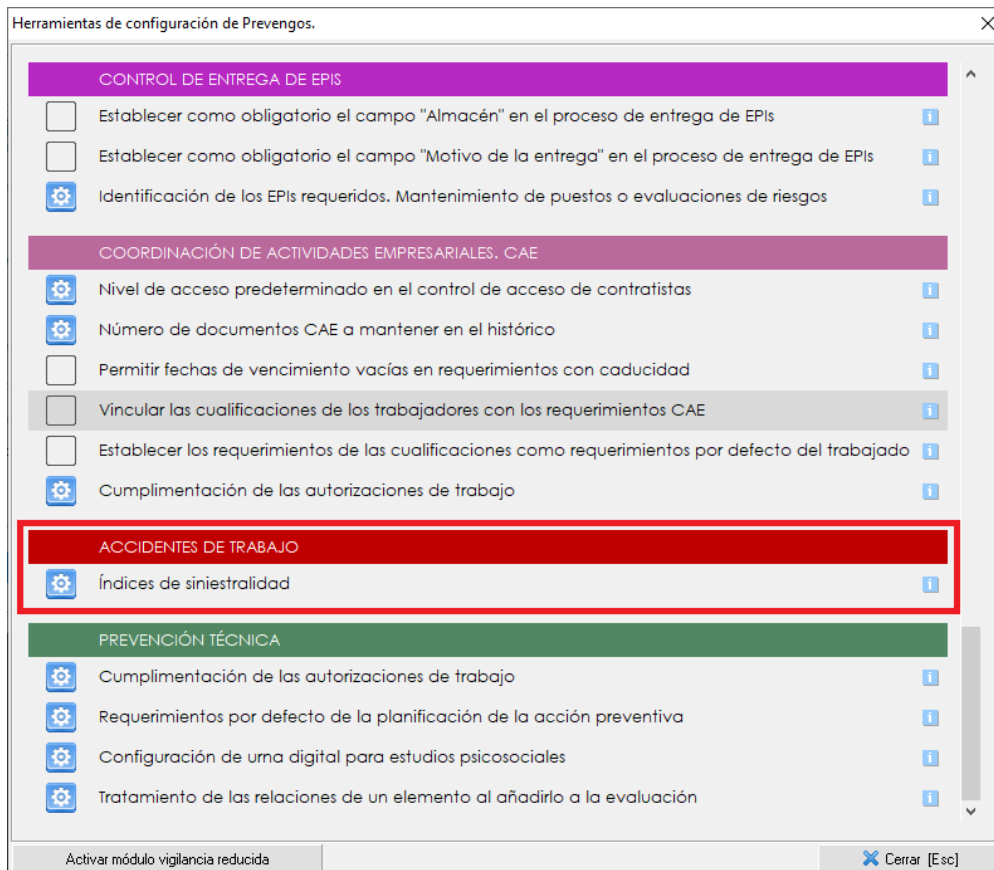 Herramientas de configuración de Prevengos.
CONTROL DE ENTREGA DE EPIS
Establecer como obligatorio el campo "Almacén" en el proceso de entrega de EPIs
Establecer como obligatorio el campo "Motivo de la entrega" en el proceso de entrega de EPIs
Identificación de los EPIs requeridos. Mantenimiento de puestos o evaluaciones de riesgos
COORDINACIÓN DE ACTIVIDADES EMPRESARIALES. CAE
Nivel de acceso predeterminado en el control de acceso de contratistas
Número de documentos CAE a mantener en el histórico
Permitir fechas de vencimiento vacías en requerimientos con caducidad
Vincular las cualificaciones de los trabajadores con los requerimientos CAE
Establecer los requerimientos de las cualificaciones como requerimientos por defecto del trabajado
Cumplimentación de las autorizaciones de trabajo
ACCIDENTES DE TRABAJO
Índices de siniestralidad
PREVENCIÓN TÉCNICA
Cumplimentación de las autorizaciones de trabajo
Requerimientos por defecto de la planificación de la acción preventiva
Configuración de urna digital para estudios psicosociales
Tratamiento de las relaciones de un elemento al añadirlo a la evaluación
Activar módulo vigilancia reducida
Cerrar [Esc]